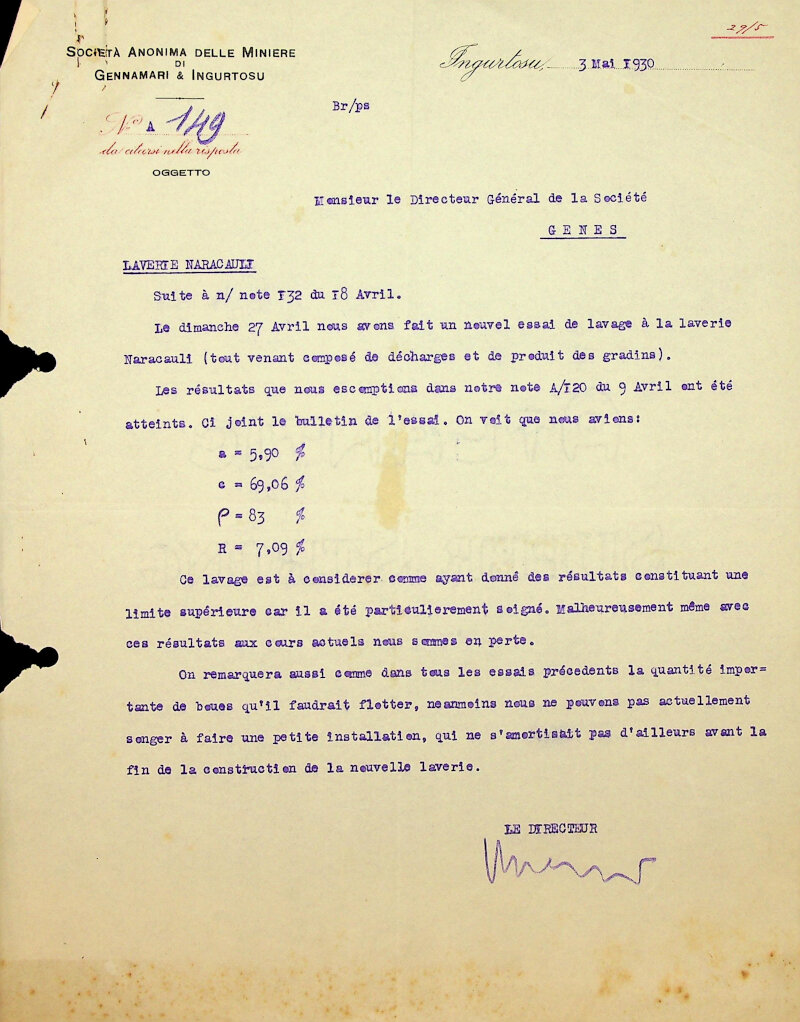 29/5
SOCIETÀ ANONIMA DELLE MINIERE
DI
GENNAMARI & INGURTOSU
Ingurtosu, 3 Mai 1930
Br/ps
No A 149
da citarsi nella risposta
OGGETTO
Monsieur le Directeur Général de la Société
GENES
LAVERIE NARACAULI
Suite à n/ note 132 du 18 Avril.
Le dimanche 27 Avril nous avons fait un nouvel essai de lavage à la laverie
Naracauli (tout venant composé de décharges et de produit des gradins).
Les résultats que nous escomptions dans notre note A/120 du 9 Avril ont été
atteints. Ci joint le bulletin de l'essai. On voit que nous avions:
a = 5,90 %
c = 69,06 %
ρ = 83 %
R = 7,09 %
Ce lavage est à considerer comme ayant donné des résultats constituant une
limite supérieure car il a été particulierement soigné. Malheureusement même avec
ces résultats aux cours actuels nous sommes en perte.
On remarquera aussi comme dans tous les essais précedents la quantité impor=
tante de boues qu'il faudrait flotter, neanmoins nous ne pouvons pas actuellement
songer à faire une petite installation, qui ne s'amortisait pas d'ailleurs avant la
fin de la construction de la nouvelle laverie.
LE DIRECTEUR